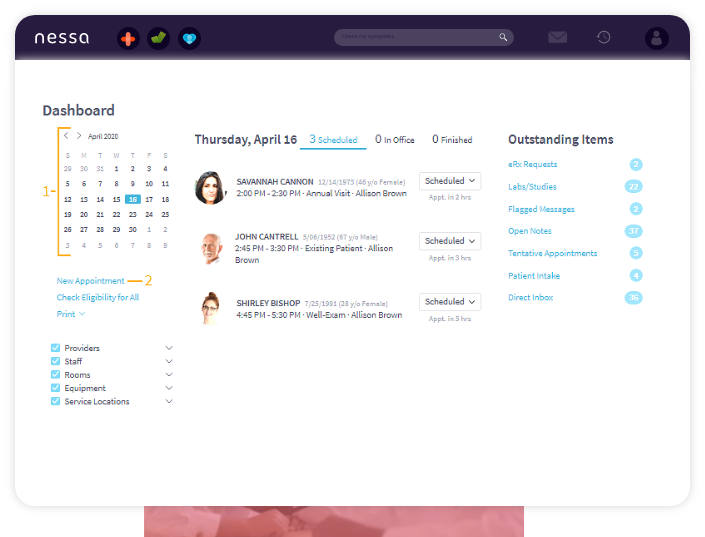 nessa
Check my symptoms
Dashboard
April 2020
S M T W T F S
29 30 31 1 2 3 4
5 6 7 8 9 10 11
12 13 14 15 16 17 18
19 20 21 22 23 24 25
26 27 28 29 30 1 2
3 4 5 6 7 8 9
1
New Appointment 2
Check Eligibility for All
Print
Providers
Staff
Rooms
Equipment
Service Locations
Thursday, April 16 3 Scheduled 0 In Office 0 Finished
SAVANNAH CANNON 12/14/1973 (46 y/o Female)
2:00 PM - 2:30 PM · Annual Visit · Allison Brown
Scheduled
Appt. in 2 hrs
JOHN CANTRELL 5/06/1952 (67 y/o Male)
2:45 PM - 3:30 PM · Existing Patient · Allison
Brown
Scheduled
Appt. in 3 hrs
SHIRLEY BISHOP 7/25/1991 (28 y/o Female)
4:45 PM - 5:30 PM · Well-Exam · Allison Brown
Scheduled
Appt. in 5 hrs
Outstanding Items
eRx Requests 2
Labs/Studies 22
Flagged Messages 2
Open Notes 37
Tentative Appointments 5
Patient Intake 4
Direct Inbox 36